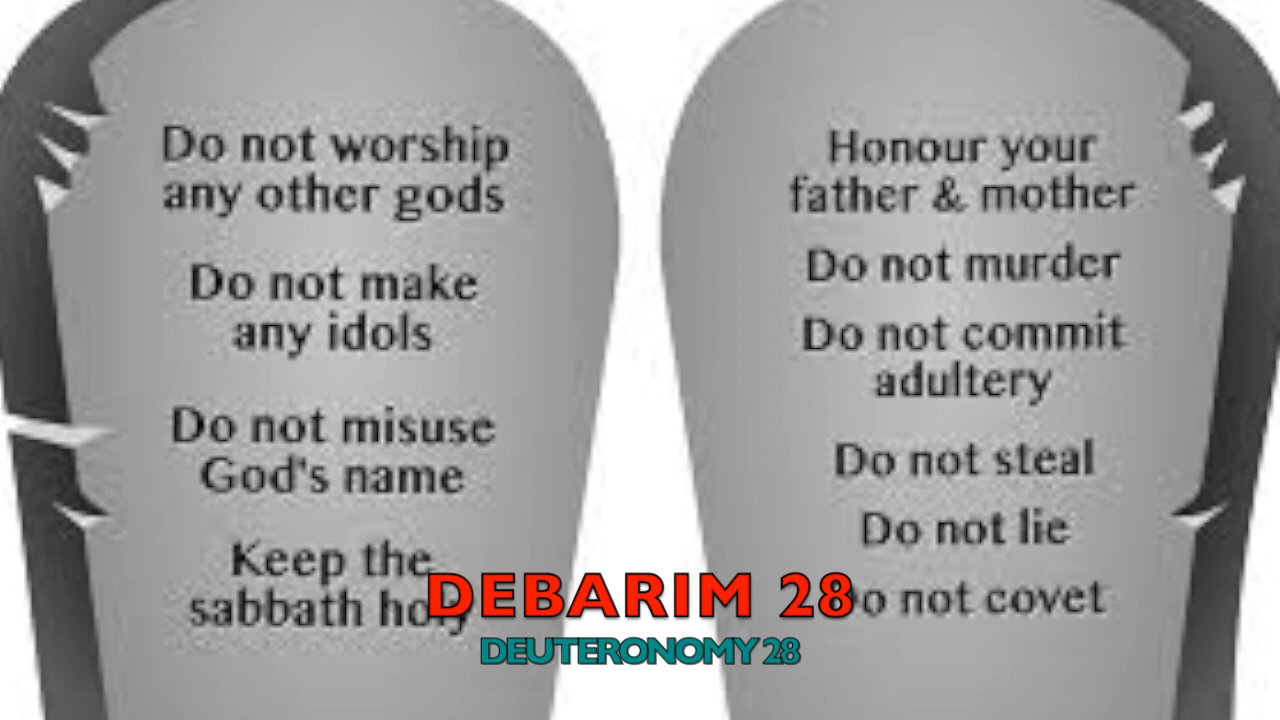 Do not worship
any other gods
Do not make
any idols
Do not misuse
God's name
Keep the
sabbath holy
Honour your
father & mother
Do not murder
Do not commit
adultery
Do not steal
Do not lie
Do not covet
DEBARIM 28
DEUTERONOMY 28